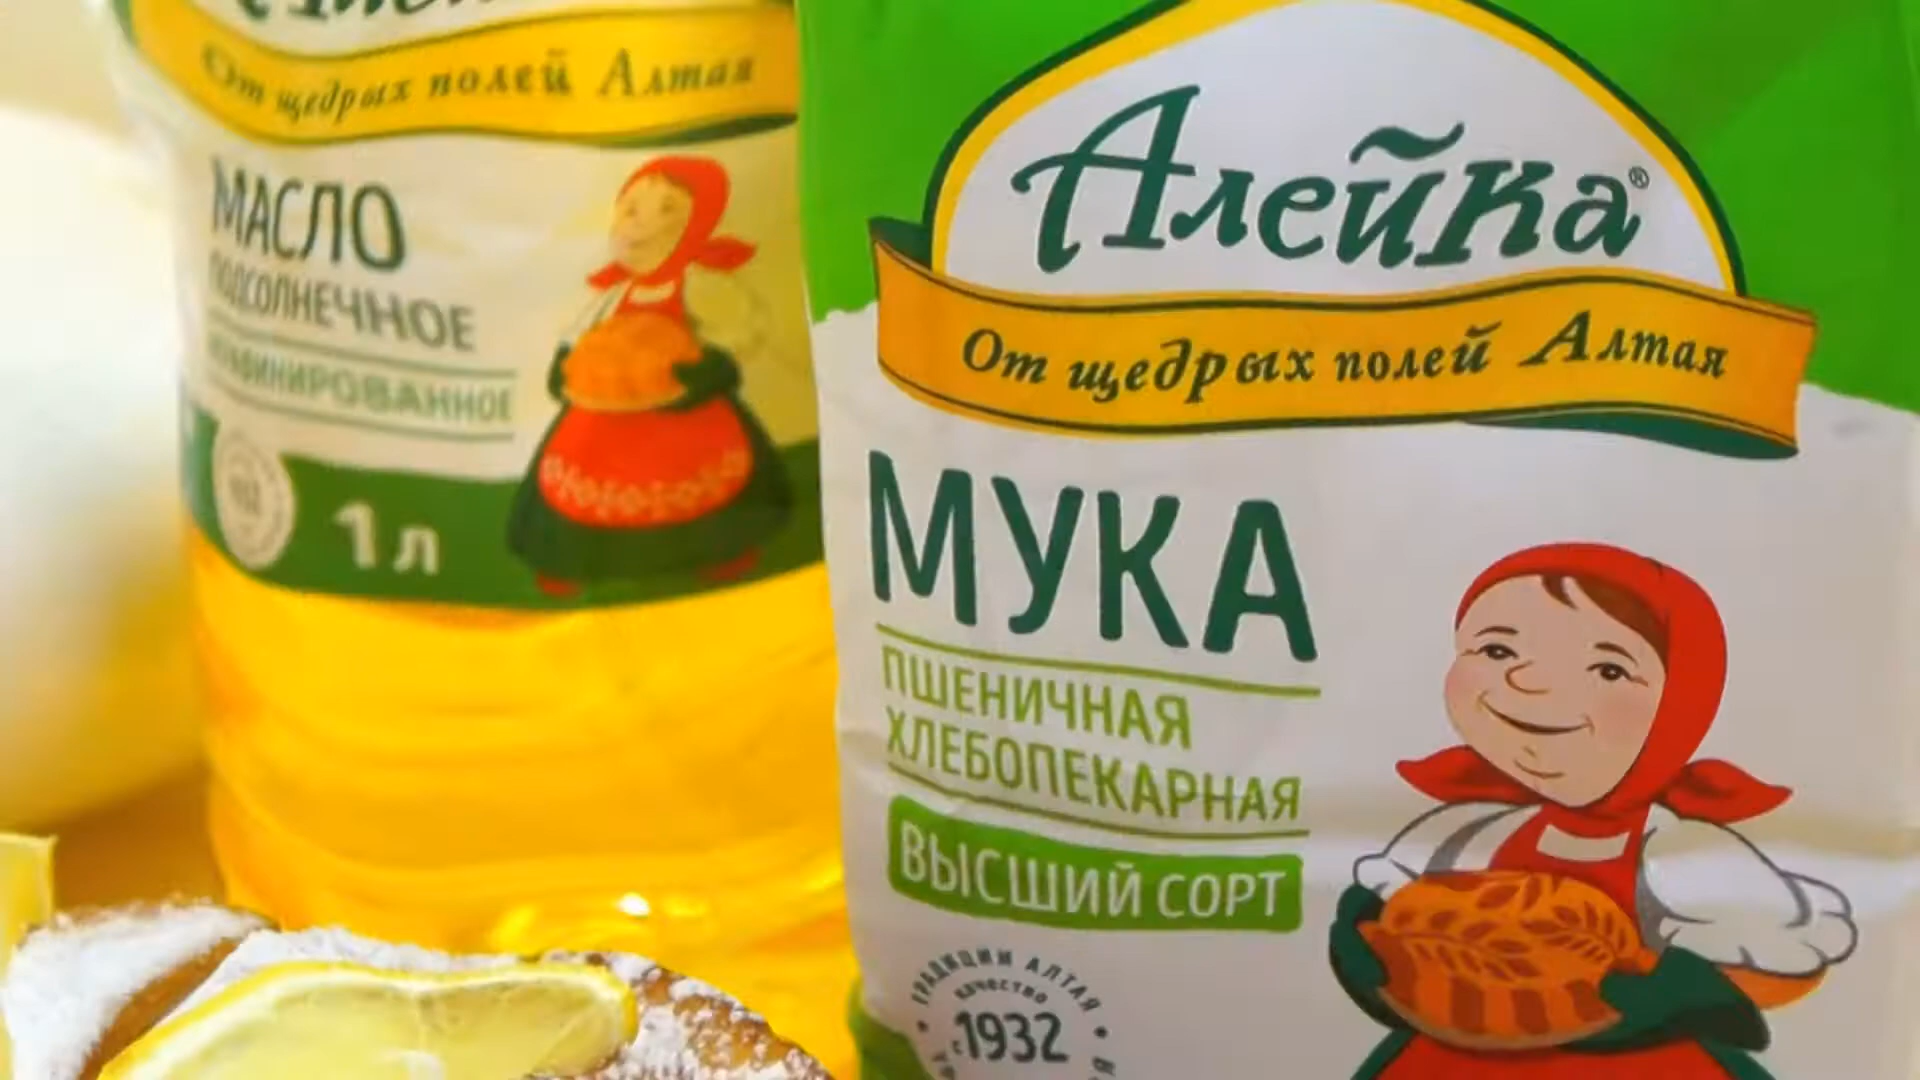 От щедрых полей Алтая
МАСЛО
ПОДСОЛНЕЧНОЕ
1 л
Алейка®
От щедрых полей Алтая
МУКА
ПШЕНИЧНАЯ
ХЛЕБОПЕКАРНАЯ
ВЫСШИЙ СОРТ
ТРАДИЦИИ АЛТАЯ
качество
с 1932